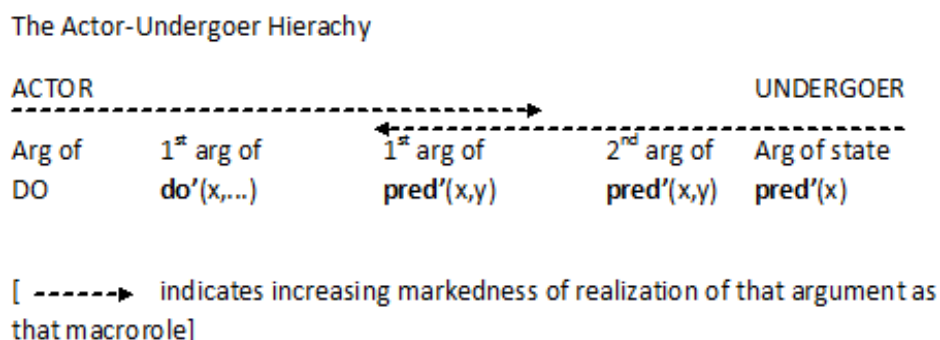 The Actor-Undergoer Hierachy
ACTOR UNDERGOER
Arg of 1st arg of 1st arg of 2nd arg of Arg of state
DO do'(x,...) pred'(x,y) pred'(x,y) pred'(x)
[ ------▶ indicates increasing markedness of realization of that argument as
that macrorole]